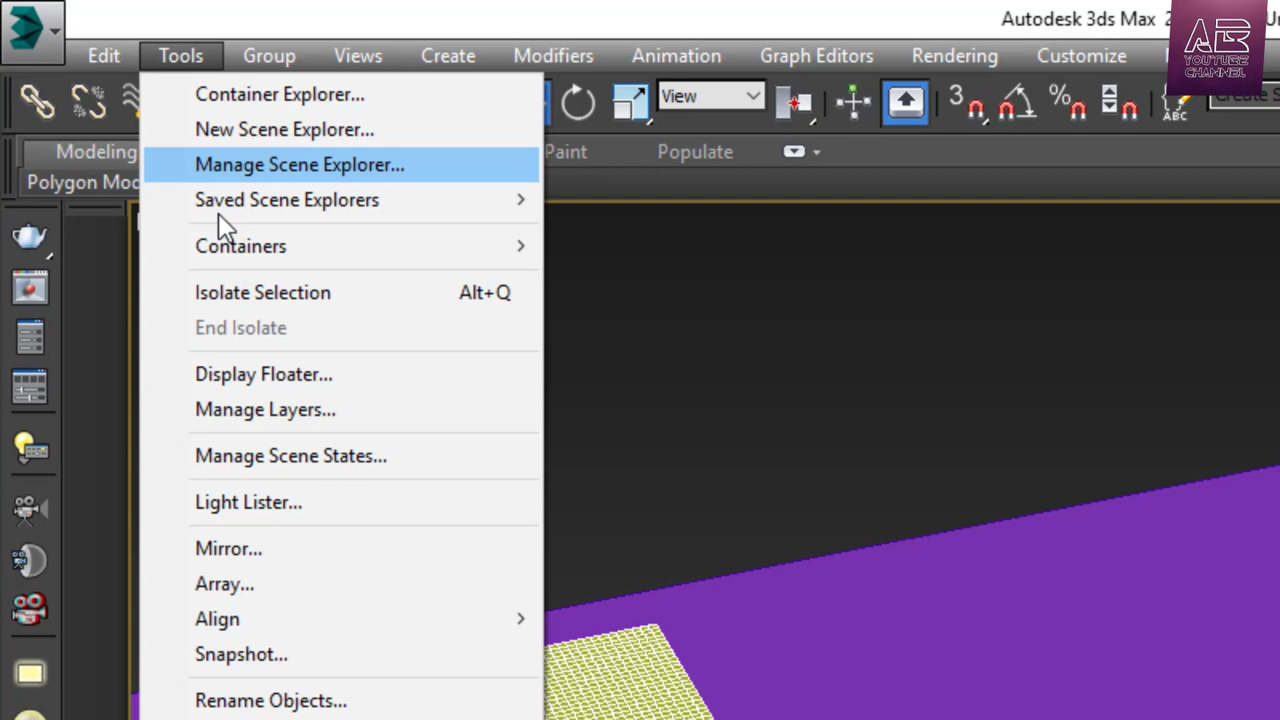 Autodesk 3ds Max
Edit Tools Group Views Create Modifiers Animation Graph Editors Rendering Customize
View
3
%
ABC
Create S
Modeling
Paint
Populate
Polygon Mod
Container Explorer...
New Scene Explorer...
Manage Scene Explorer...
Saved Scene Explorers
Containers
Isolate Selection Alt+Q
End Isolate
Display Floater...
Manage Layers...
Manage Scene States...
Light Lister...
Mirror...
Array...
Align
Snapshot...
Rename Objects...
YOUTUBE
CHANNEL